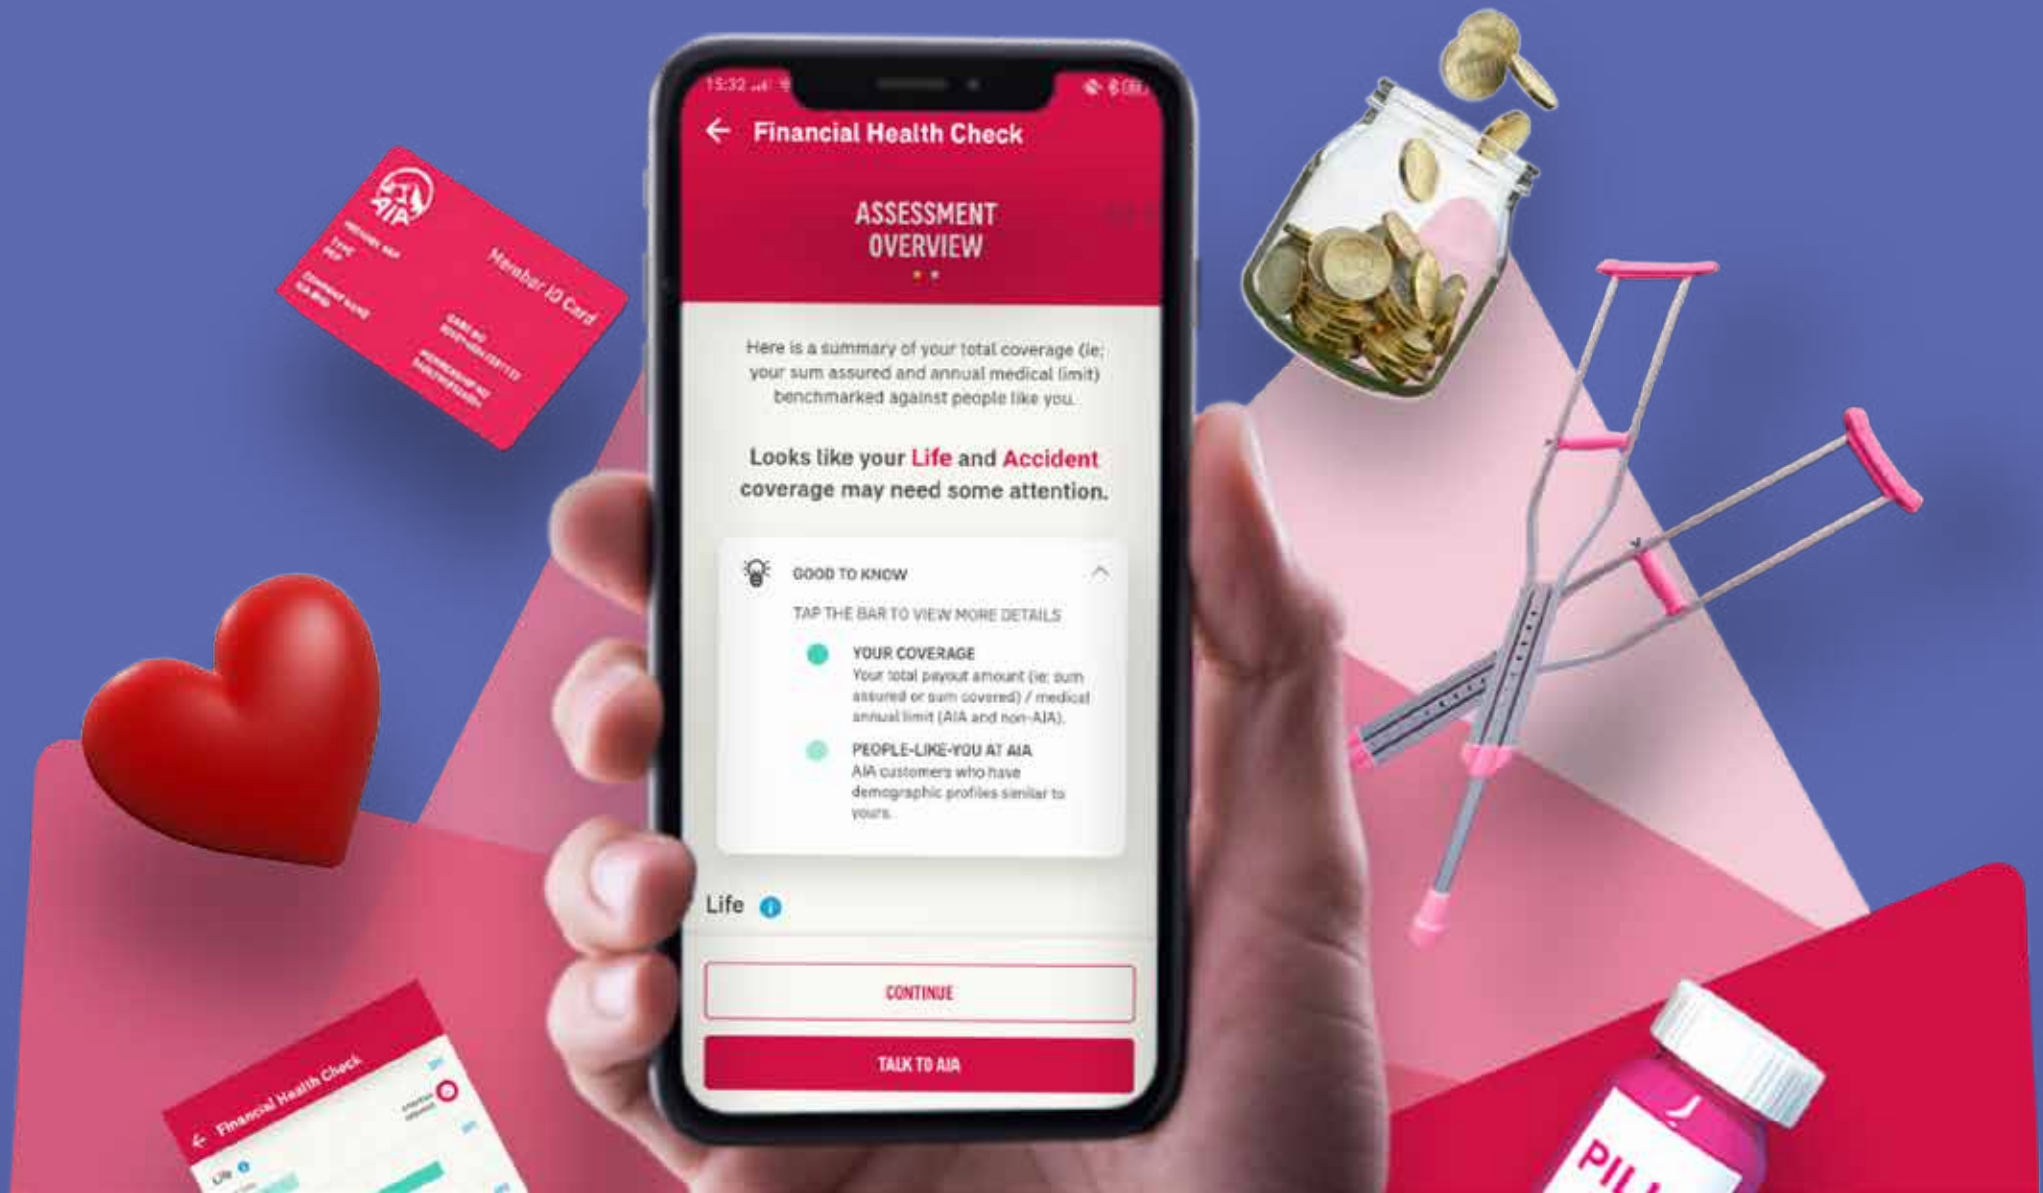 15:32
Financial Health Check
ASSESSMENT
OVERVIEW
Here is a summary of your total coverage (ie;
your sum assured and annual medical limit)
benchmarked against people like you.
Looks like your Life and Accident
coverage may need some attention.
GOOD TO KNOW
TAP THE BAR TO VIEW MORE DETAILS
YOUR COVERAGE
Your total payout amount (ie; sum
assured or sum covered) / medical
annual limit (AIA and non-AIA).
PEOPLE-LIKE-YOU AT AIA
AIA customers who have
demographic profiles similar to
yours.
Life
CONTINUE
TALK TO AIA
AIA
Member ID Card
COMPANY NAME
Financial Health Check
Life